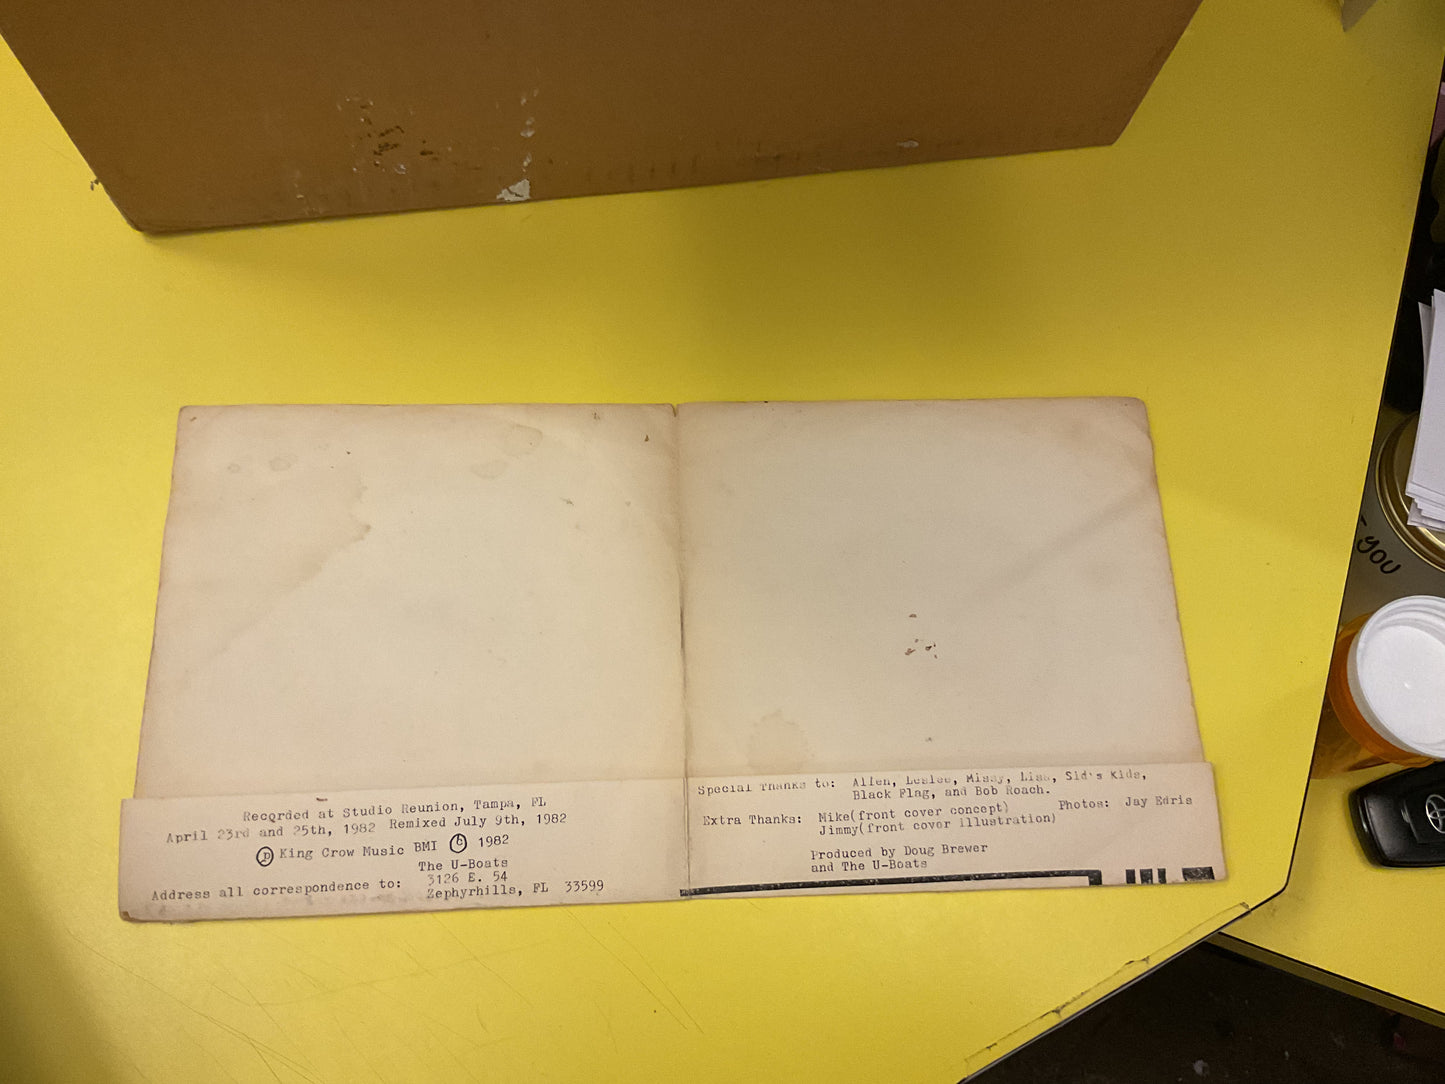 Recorded at Studio Reunion, Tampa, FL
April 23rd and 25th, 1982 Remixed July 9th, 1982
Ⓟ King Crow Music BMI © 1982
The U-Boats
Address all correspondence to: 3126 E. 54
Zephyrhills, FL 33599
Special Thanks to: Allen, Leslee, Missy, Lisa, Sid's Kids,
Black Flag, and Bob Roach.
Extra Thanks: Mike(front cover concept) Photos: Jay Edris
Jimmy(front cover illustration)
Produced by Doug Brewer
and The U-Boats
YOU